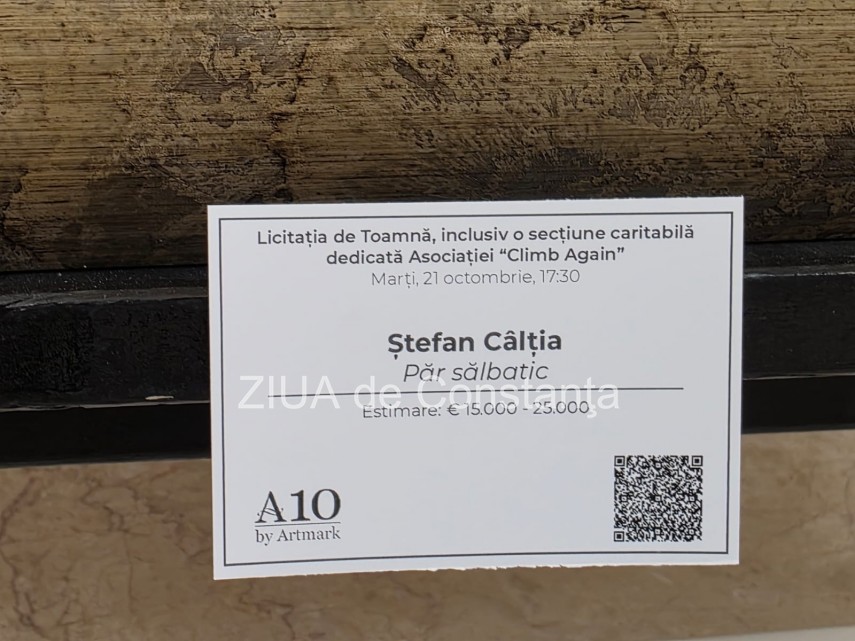 Licitația de Toamnă, inclusiv o secțiune caritabilă
dedicată Asociației “Climb Again”
Marți, 21 octombrie, 17:30
Ștefan Câlția
Păr sălbatic
ZIUA de Constanţa
Estimare: € 15.000 - 25.000
A10
by Artmark